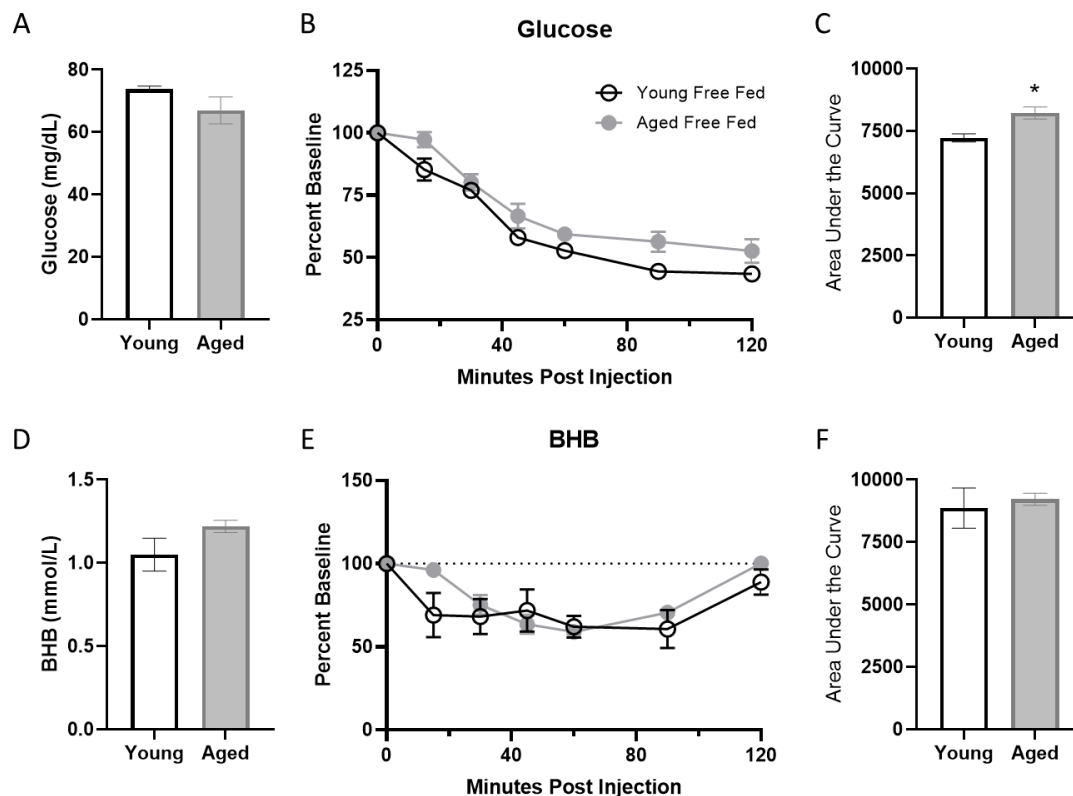 A
Glucose (mg/dL)
80
60
40
20
0
Young Aged
B
Glucose
Percent Baseline
125
100
75
50
25
Young Free Fed
Aged Free Fed
0 40 80 120
Minutes Post Injection
C
Area Under the Curve
10000
7500
5000
2500
0
*
Young Aged
D
BHB (mmol/L)
1.5
1.0
0.5
0.0
Young Aged
E
BHB
Percent Baseline
150
100
50
0
0 40 80 120
Minutes Post Injection
F
Area Under the Curve
10000
7500
5000
2500
0
Young Aged